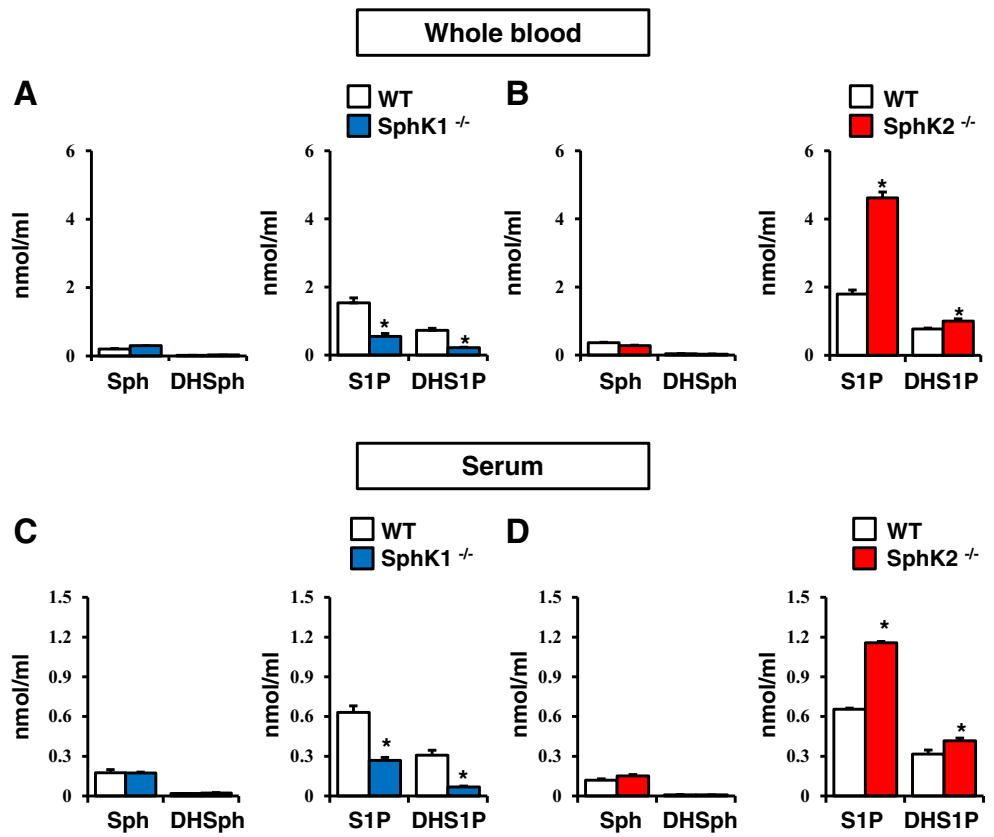 Whole blood
A
WT
SphK1 -/-
B
WT
SphK2 -/-
nmol/ml
6
4
2
0
Sph DHSph
nmol/ml
6
4
2
0
*
*
S1P DHS1P
nmol/ml
6
4
2
0
Sph DHSph
nmol/ml
6
4
2
0
*
*
S1P DHS1P
Serum
C
WT
SphK1 -/-
D
WT
SphK2 -/-
nmol/ml
1.5
1.2
0.9
0.6
0.3
0
Sph DHSph
nmol/ml
1.5
1.2
0.9
0.6
0.3
0
*
*
S1P DHS1P
nmol/ml
1.5
1.2
0.9
0.6
0.3
0
Sph DHSph
nmol/ml
1.5
1.2
0.9
0.6
0.3
0
*
*
S1P DHS1P